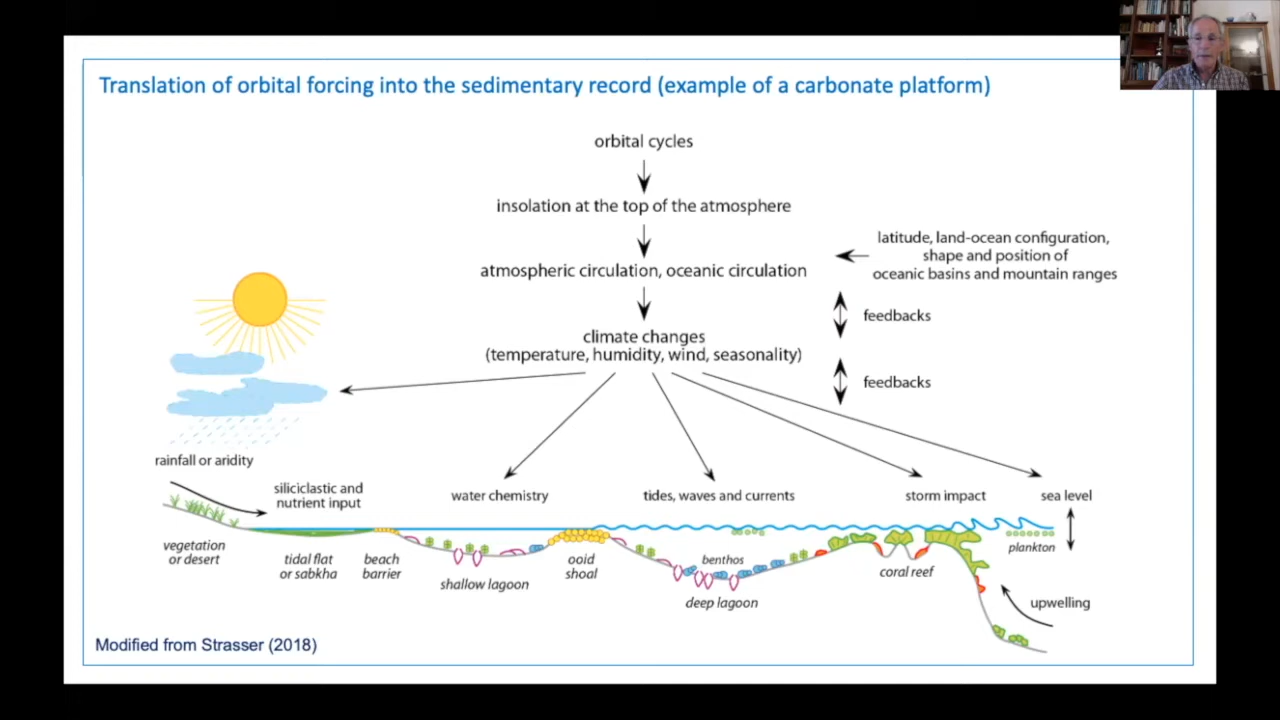 Translation of orbital forcing into the sedimentary record (example of a carbonate platform)
orbital cycles
insolation at the top of the atmosphere
atmospheric circulation, oceanic circulation
latitude, land-ocean configuration,
shape and position of
oceanic basins and mountain ranges
feedbacks
climate changes
(temperature, humidity, wind, seasonality)
feedbacks
rainfall or aridity
siliciclastic and
nutrient input
water chemistry
tides, waves and currents
storm impact
sea level
vegetation
or desert
tidal flat
or sabkha
beach
barrier
shallow lagoon
ooid
shoal
benthos
deep lagoon
coral reef
plankton
upwelling
Modified from Strasser (2018)